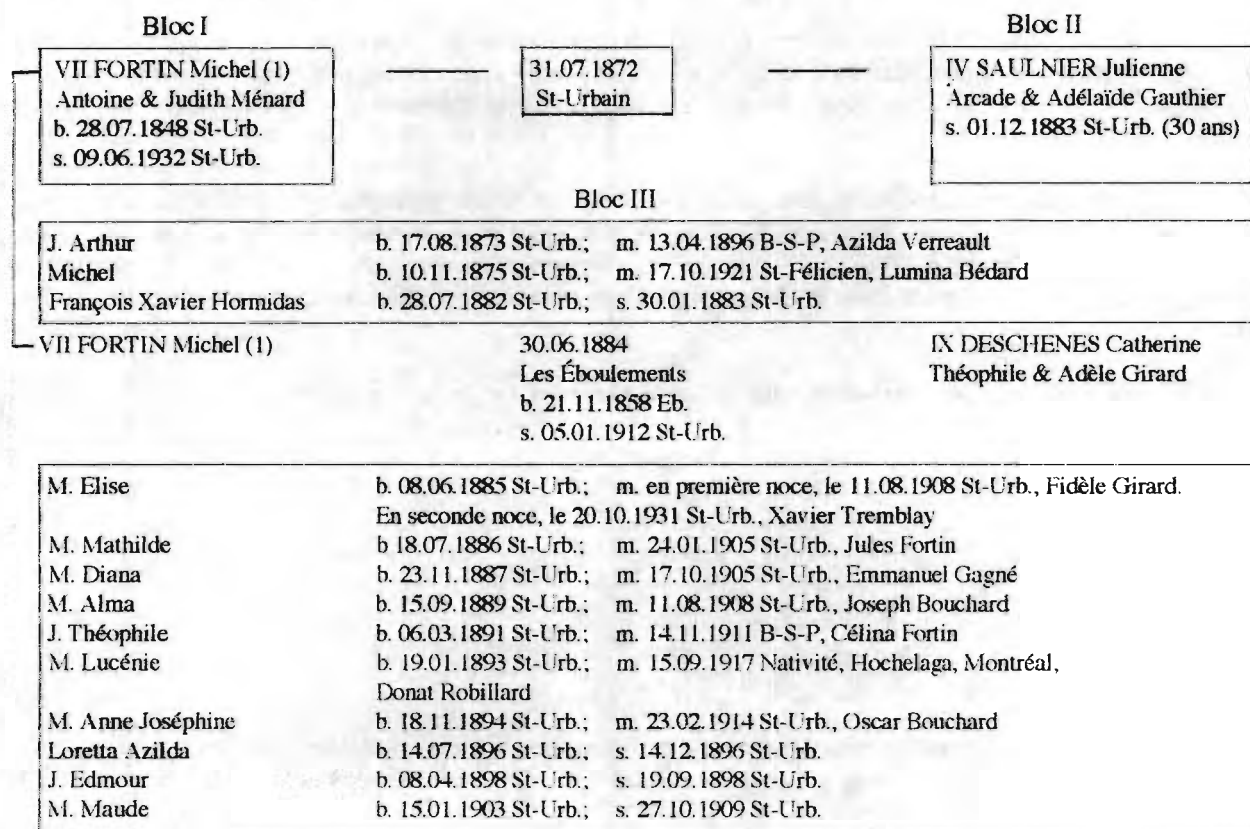 Bloc I Bloc II
VII FORTIN Michel (1) 31.07.1872 IV SAULNIER Julienne
Antoine & Judith Ménard St-Urbain Arcade & Adélaïde Gauthier
b. 28.07.1848 St-Urb. s. 01.12.1883 St-Urb. (30 ans)
s. 09.06.1932 St-Urb.
Bloc III
J. Arthur b. 17.08.1873 St-Urb.; m. 13.04.1896 B-S-P, Azilda Verreault
Michel b. 10.11.1875 St-Urb.; m. 17.10.1921 St-Félicien, Lumina Bédard
François Xavier Hormidas b. 28.07.1882 St-Urb.; s. 30.01.1883 St-Urb.
VII FORTIN Michel (1) 30.06.1884 IX DESCHENES Catherine
Les Éboulements Théophile & Adèle Girard
b. 21.11.1858 Eb.
s. 05.01.1912 St-Urb.
M. Elise b. 08.06.1885 St-Urb.; m. en première noce, le 11.08.1908 St-Urb., Fidèle Girard.
En seconde noce, le 20.10.1931 St-Urb., Xavier Tremblay
M. Mathilde b 18.07.1886 St-Urb.; m. 24.01.1905 St-Urb., Jules Fortin
M. Diana b. 23.11.1887 St-Urb.; m. 17.10.1905 St-Urb., Emmanuel Gagné
M. Alma b. 15.09.1889 St-Urb.; m. 11.08.1908 St-Urb., Joseph Bouchard
J. Théophile b. 06.03.1891 St-Urb.; m. 14.11.1911 B-S-P, Célina Fortin
M. Lucénie b. 19.01.1893 St-Urb.; m. 15.09.1917 Nativité, Hochelaga, Montréal,
Donat Robillard
M. Anne Joséphine b. 18.11.1894 St-Urb.; m. 23.02.1914 St-Urb., Oscar Bouchard
Loretta Azilda b. 14.07.1896 St-Urb.; s. 14.12.1896 St-Urb.
J. Edmour b. 08.04.1898 St-Urb.; s. 19.09.1898 St-Urb.
M. Maude b. 15.01.1903 St-Urb.; s. 27.10.1909 St-Urb.